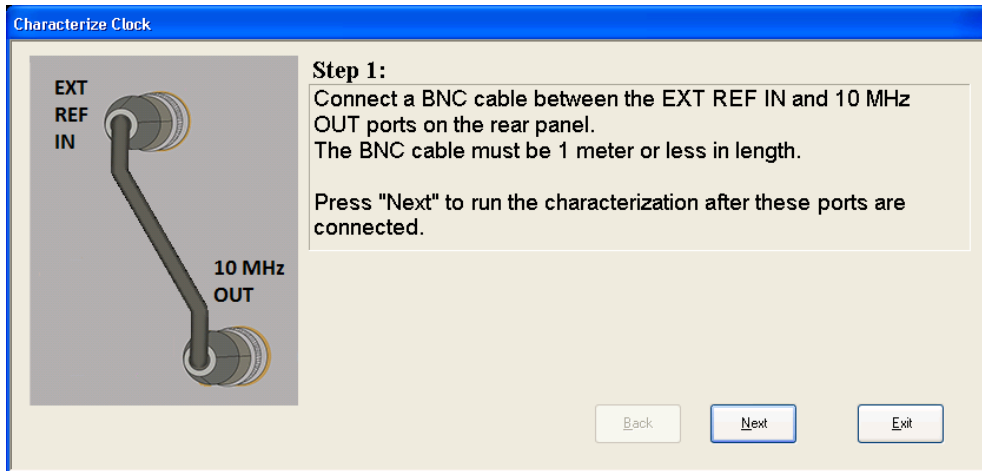 Characterize Clock
EXT
REF
IN
10 MHz
OUT
Step 1:
Connect a BNC cable between the EXT REF IN and 10 MHz
OUT ports on the rear panel.
The BNC cable must be 1 meter or less in length.
Press "Next" to run the characterization after these ports are
connected.
Back
Next
Exit